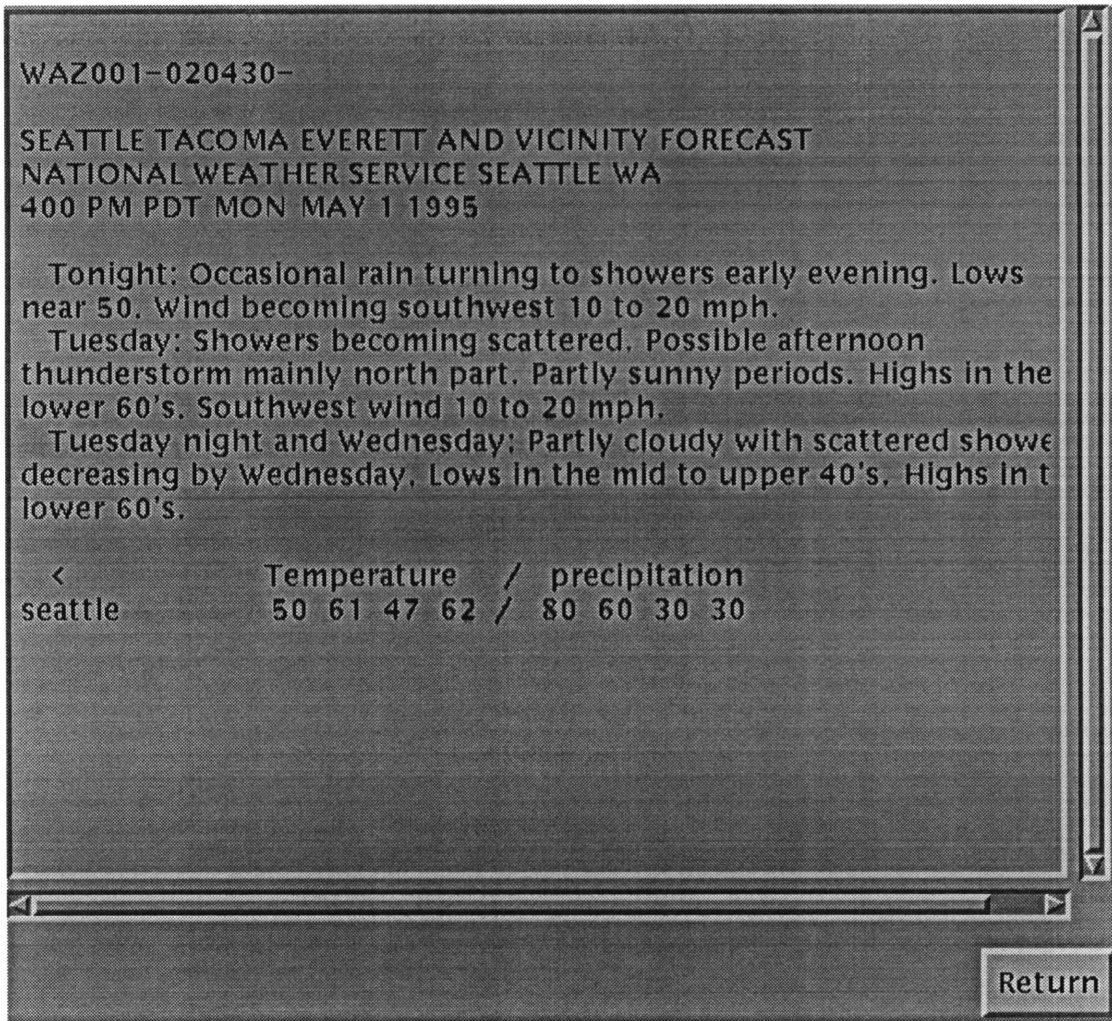 WAZ001-020430-
SEATTLE TACOMA EVERETT AND VICINITY FORECAST
NATIONAL WEATHER SERVICE SEATTLE WA
400 PM PDT MON MAY 1 1995
Tonight: Occasional rain turning to showers early evening. Lows
near 50. Wind becoming southwest 10 to 20 mph.
Tuesday: Showers becoming scattered. Possible afternoon
thunderstorm mainly north part. Partly sunny periods. Highs in the
lower 60's. Southwest wind 10 to 20 mph.
Tuesday night and Wednesday: Partly cloudy with scattered showe
decreasing by Wednesday. Lows in the mid to upper 40's. Highs in t
lower 60's.
< Temperature / precipitation
seattle 50 61 47 62 / 80 60 30 30
Return